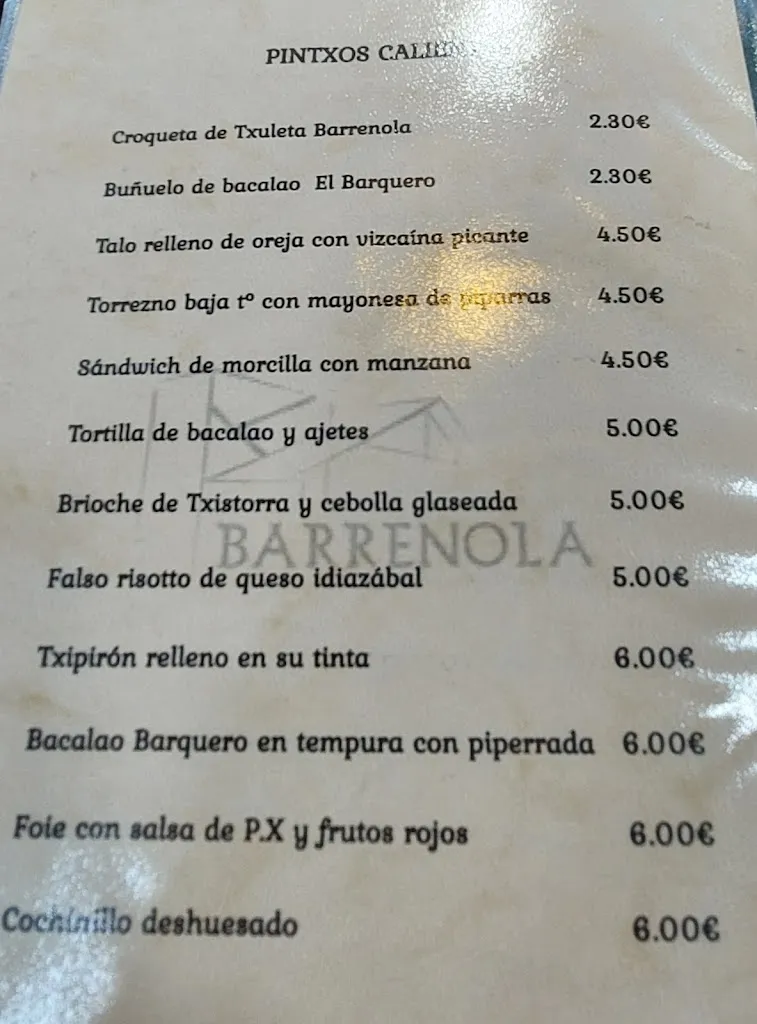 PINTXOS
Croqueta de Txuleta Barrenola 2.30€
Buñuelo de bacalao El Barquero 2.30€
Talo relleno de oreja con vizcaína picante 4.50€
Torrezno baja tº con mayonesa de piparras 4.50€
Sándwich de morcilla con manzana 4.50€
Tortilla de bacalao y ajetes 5.00€
Brioche de Txistorra y cebolla glaseada 5.00€
BARRENOLA
Falso risotto de queso idiazábal 5.00€
Txipirón relleno en su tinta 6.00€
Bacalao Barquero en tempura con piperrada 6.00€
Foie con salsa de P.X y frutos rojos 6.00€
Cochinillo deshuesado 6.00€